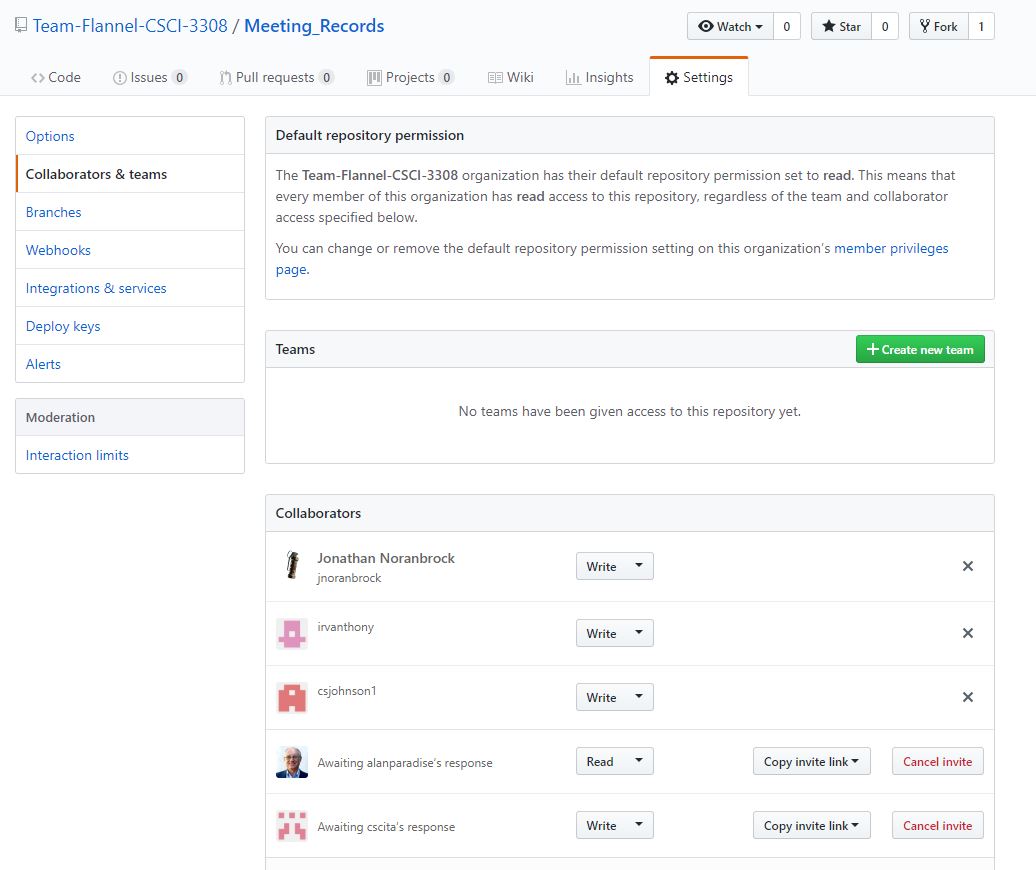 Team-Flannel-CSCI-3308 / Meeting_Records
Watch 0 Star 0 Fork 1
Code Issues 0 Pull requests 0 Projects 0 Wiki Insights Settings
Options
Collaborators & teams
Branches
Webhooks
Integrations & services
Deploy keys
Alerts
Moderation
Interaction limits
Default repository permission
The Team-Flannel-CSCI-3308 organization has their default repository permission set to read. This means that
every member of this organization has read access to this repository, regardless of the team and collaborator
access specified below.
You can change or remove the default repository permission setting on this organization's member privileges
page.
Teams
Create new team
No teams have been given access to this repository yet.
Collaborators
Jonathan Noranbrock
jnoranbrock
Write
irvanthony
Write
csjohnson1
Write
Awaiting alanparadise's response Read Copy invite link Cancel invite
Awaiting cscita's response Write Copy invite link Cancel invite